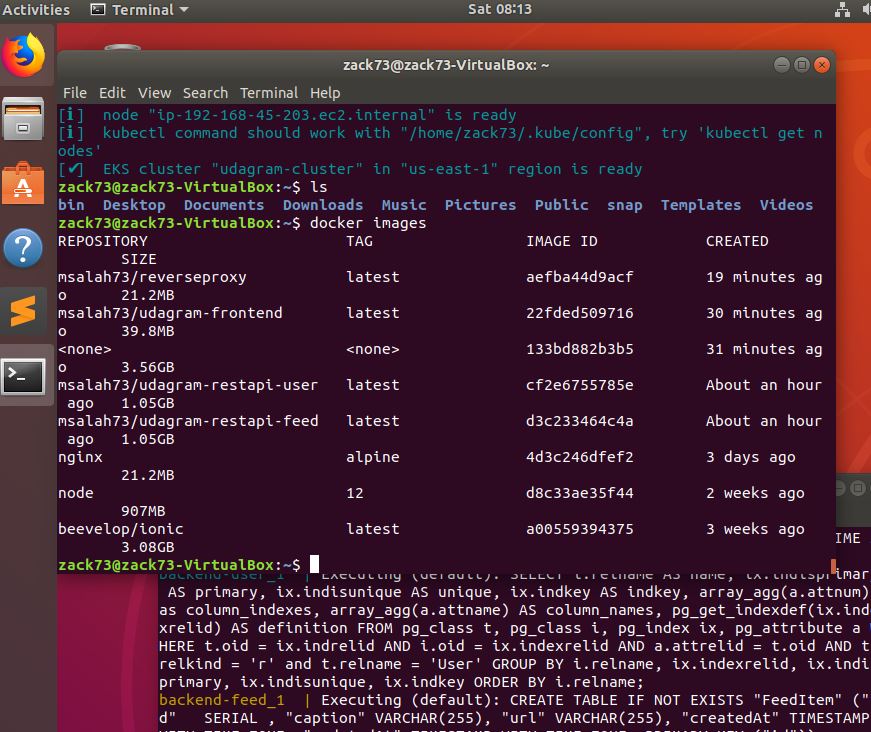 Activities Terminal Sat 08:13
zack73@zack73-VirtualBox: ~
File Edit View Search Terminal Help
[ℹ]  node "ip-192-168-45-203.ec2.internal" is ready
[ℹ]  kubectl command should work with "/home/zack73/.kube/config", try 'kubectl get n
odes'
[✔]  EKS cluster "udagram-cluster" in "us-east-1" region is ready
zack73@zack73-VirtualBox:~$ ls
bin  Desktop  Documents  Downloads  Music  Pictures  Public  snap  Templates  Videos
zack73@zack73-VirtualBox:~$ docker images
REPOSITORY                      TAG                 IMAGE ID            CREATED
       SIZE
msalah73/reverseproxy           latest              aefba44d9acf        19 minutes ag
o      21.2MB
msalah73/udagram-frontend       latest              22fded509716        30 minutes ag
o      39.8MB
<none>                          <none>              133bd882b3b5        31 minutes ag
o      3.56GB
msalah73/udagram-restapi-user   latest              cf2e6755785e        About an hour
 ago   1.05GB
msalah73/udagram-restapi-feed   latest              d3c233464c4a        About an hour
 ago   1.05GB
nginx                           alpine              4d3c246dfef2        3 days ago
       21.2MB
node                            12                  d8c33ae35f44        2 weeks ago
       907MB
beevelop/ionic                  latest              a00559394375        3 weeks ago
       3.08GB
zack73@zack73-VirtualBox:~$
IME
backend-user_1  | Executing (default): SELECT i.relname AS name, ix.indisprimar
 AS primary, ix.indisunique AS unique, ix.indkey AS indkey, array_agg(a.attnum)
as column_indexes, array_agg(a.attname) AS column_names, pg_get_indexdef(ix.ind
xrelid) AS definition FROM pg_class t, pg_class i, pg_index ix, pg_attribute a
HERE t.oid = ix.indrelid AND i.oid = ix.indexrelid AND a.attrelid = t.oid AND t
relkind = 'r' and t.relname = 'User' GROUP BY i.relname, ix.indexrelid, ix.indi
primary, ix.indisunique, ix.indkey ORDER BY i.relname;
backend-feed_1  | Executing (default): CREATE TABLE IF NOT EXISTS "FeedItem" ("
d"   SERIAL , "caption" VARCHAR(255), "url" VARCHAR(255), "createdAt" TIMESTAMP